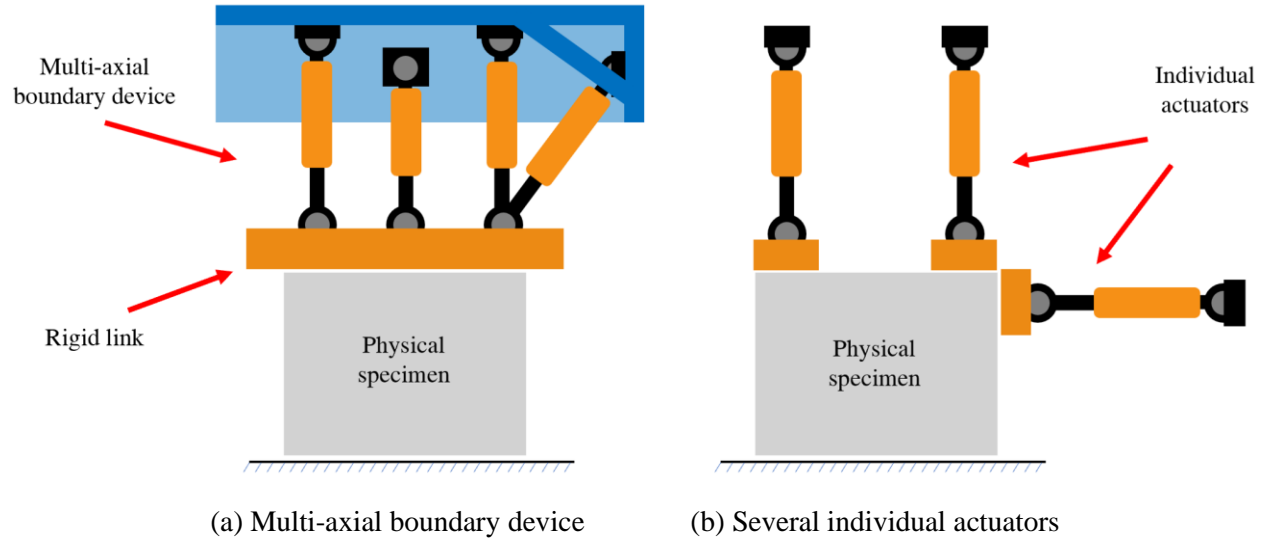 Multi-axial
boundary device
Rigid link
Physical
specimen
Individual
actuators
Physical
specimen
(a) Multi-axial boundary device
(b) Several individual actuators